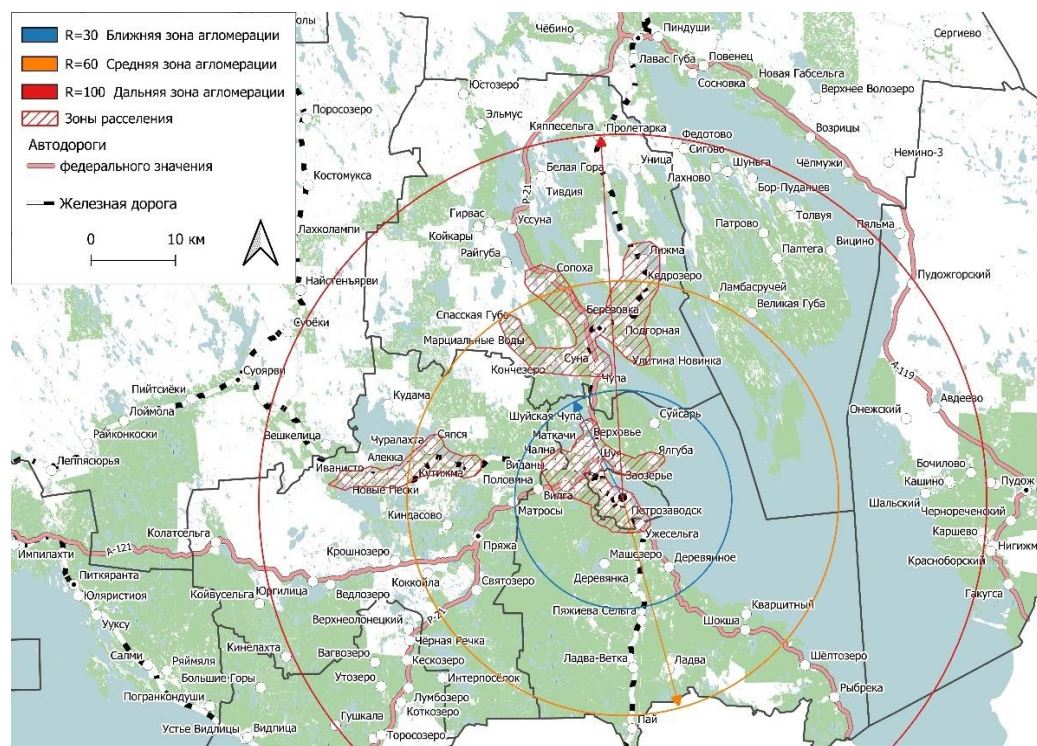 R=30 Ближняя зона агломерации
R=60 Средняя зона агломерации
R=100 Дальняя зона агломерации
Зоны расселения
Автодороги
федерального значения
Железная дорога
0 10 км
Чёбино
Пиндуши
Сергиево
Лавас Губа
Повенец
Сосновка
Новая Габсельга
Верхнее Волозеро
Юстозеро
Поросозеро
Эльмус
Кяппесельга
Пролетарка
Федотово
Сигово
Возрицы
Немино-3
Чёлмужи
Белая Гора
Уница
Шуньга
Лахново
Бор-Пуданцев
Костомукса
Тивдия
Р-21
Гирвас
Уссуна
Койкары
Толвуя
Патрово
Пяльма
Лахколампи
Райгуба
Лижма
Палтега
Вицино
Найстенъярви
Сопоха
Кедрозеро
Пудожгорский
Ламбасручей
Великая Губа
Спасская Губа
Берёзовка
Субёки
Марциальные Воды
Подгорная
Суна
Улитина Новинка
Кончезеро
Чупа
Суоярви
А-119
Пийтсиёки
Лоймола
Кудама
Авдеево
Онежский
Райконкоски
Шуйская Чупа
Суйсарь
Вешкелица
Чуралахта
Сяпся
Маткачи
Верховье
Леппясюрья
Алекка
Чална
Шуя
Ялгуба
Иванисто
Кутижма
Виданы
Заозерье
Бочилово
Кашино
Пудож
Новые Пески
Половина
Вилга
Шальский
Чернореченский
Матросы
Петрозаводск
Киндасово
Каршево
Колатсельга
Ужесельга
Нигижма
Пряжа
Импилахти
А-121
Крошнозеро
Машезеро
Деревянное
Красноборский
Питкяранта
Коккойла
Святозеро
Деревянка
Юляристиоя
Юргилица
Ведлозеро
Гакугса
Койвусельга
Пяжиева Сельга
Кварцитный
Ууксу
Верхнеолонецкий
Р-21
Шокша
Чёрная Речка
Салми
Ряймяля
Кинелахта
Вагвозеро
Кескозеро
Ладва-Ветка
Ладва
Шёлтозеро
Большие Горы
Утозеро
Интерпосёлок
Погранкондуши
Лумбозеро
Рыбрека
Гушкала
Коткозеро
Пай
Устье Видлицы
Видлица
Торосозеро